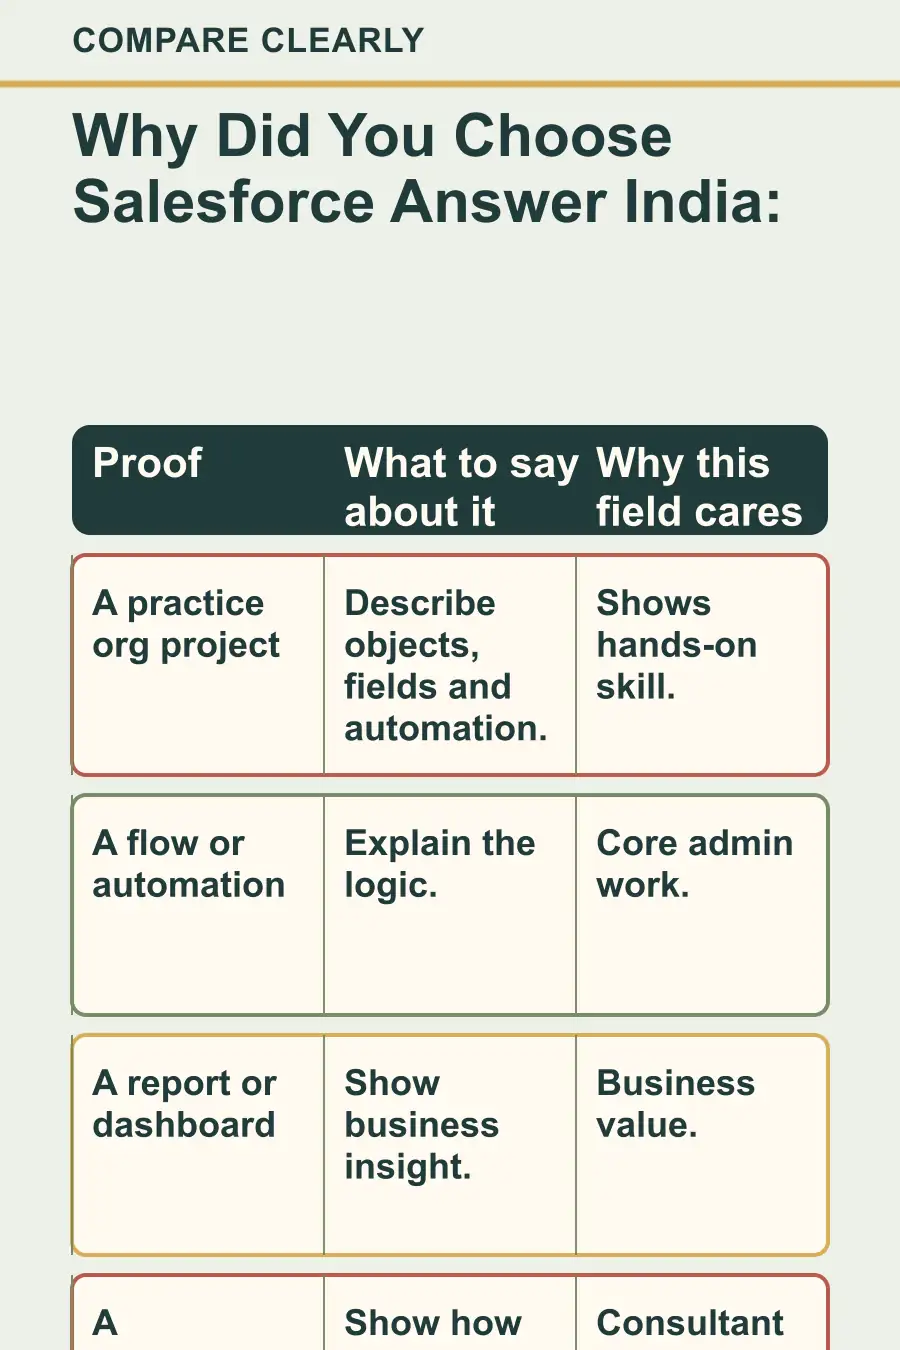 COMPARE CLEARLY
Why Did You Choose
Salesforce Answer India:
Proof
What to say
about it
Why this
field cares
A practice
org project
Describe
objects,
fields and
automation.
Shows
hands-on
skill.
A flow or
automation
Explain the
logic.
Core admin
work.
A report or
dashboard
Show
business
insight.
Business
value.
A
Show how
Consultant